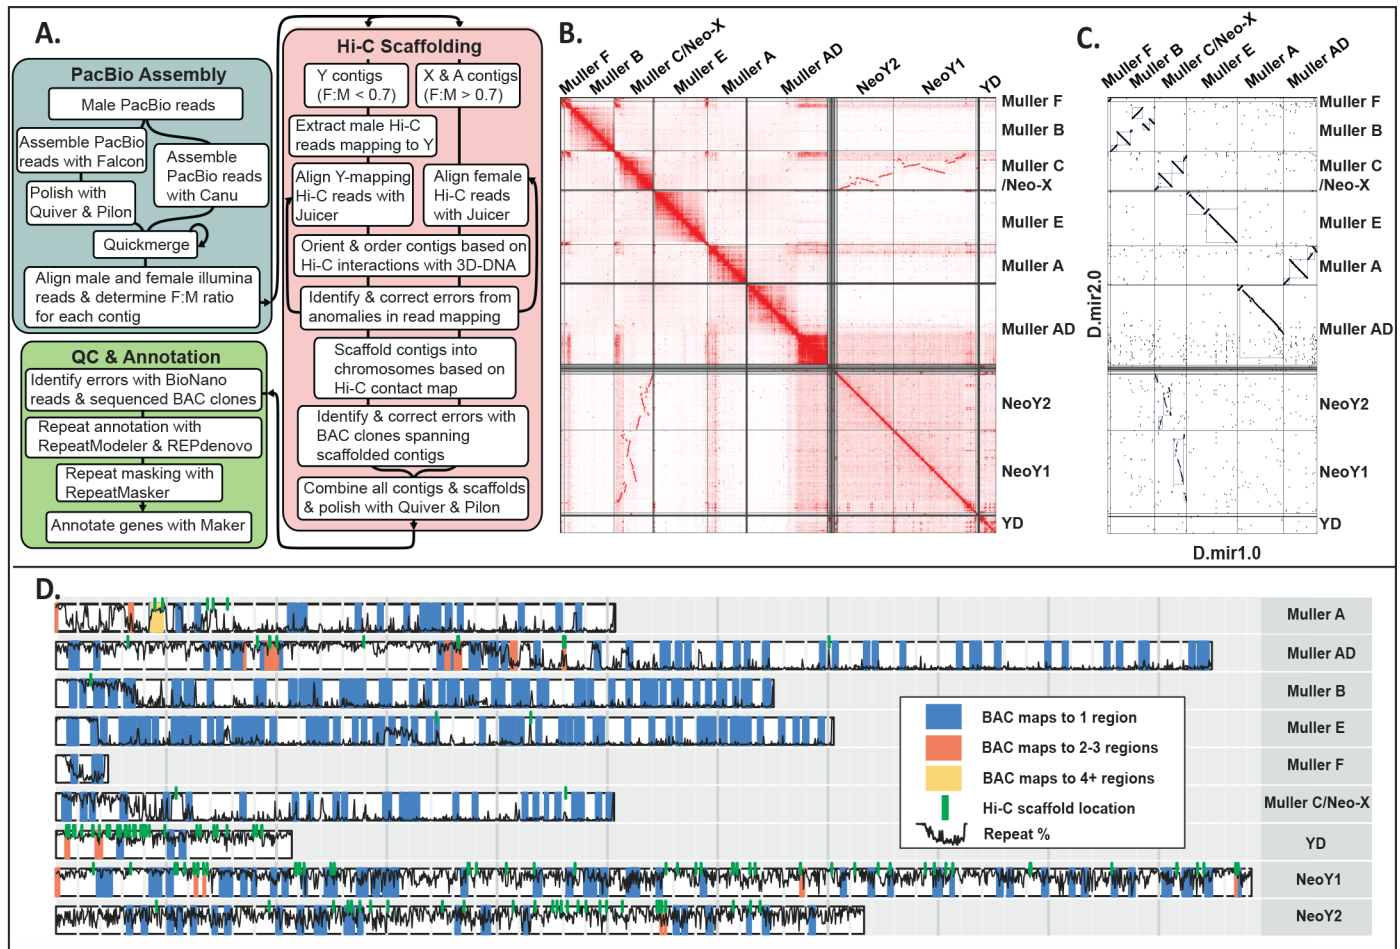 A.
PacBio Assembly
Male PacBio reads
Assemble PacBio
reads with Falcon
Assemble
PacBio reads
with Canu
Polish with
Quiver & Pilon
Quickmerge
Align male and female illumina
reads & determine F:M ratio
for each contig
QC & Annotation
Identify errors with BioNano
reads & sequenced BAC clones
Repeat annotation with
RepeatModeler & REPdenovo
Repeat masking with
RepeatMasker
Annotate genes with Maker
Hi-C Scaffolding
Y contigs
(F:M < 0.7)
X & A contigs
(F:M > 0.7)
Extract male Hi-C
reads mapping to Y
Align Y-mapping
Hi-C reads with
Juicer
Align female
Hi-C reads
with Juicer
Orient & order contigs based on
Hi-C interactions with 3D-DNA
Identify & correct errors from
anomalies in read mapping
Scaffold contigs into
chromosomes based on
Hi-C contact map
Identify & correct errors with
BAC clones spanning
scaffolded contigs
Combine all contigs & scaffolds
& polish with Quiver & Pilon
B.
Muller F
Muller B
Muller C/Neo-X
Muller E
Muller A
Muller AD
NeoY2
NeoY1
YD
Muller F
Muller B
Muller C
/Neo-X
Muller E
Muller A
Muller AD
NeoY2
NeoY1
YD
C.
Muller F
Muller B
Muller C/Neo-X
Muller E
Muller A
Muller AD
D.mir2.0
Muller F
Muller B
Muller C
/Neo-X
Muller E
Muller A
Muller AD
NeoY2
NeoY1
YD
D.mir1.0
D.
Muller A
Muller AD
Muller B
Muller E
Muller F
Muller C/Neo-X
YD
NeoY1
NeoY2
BAC maps to 1 region
BAC maps to 2-3 regions
BAC maps to 4+ regions
Hi-C scaffold location
Repeat %